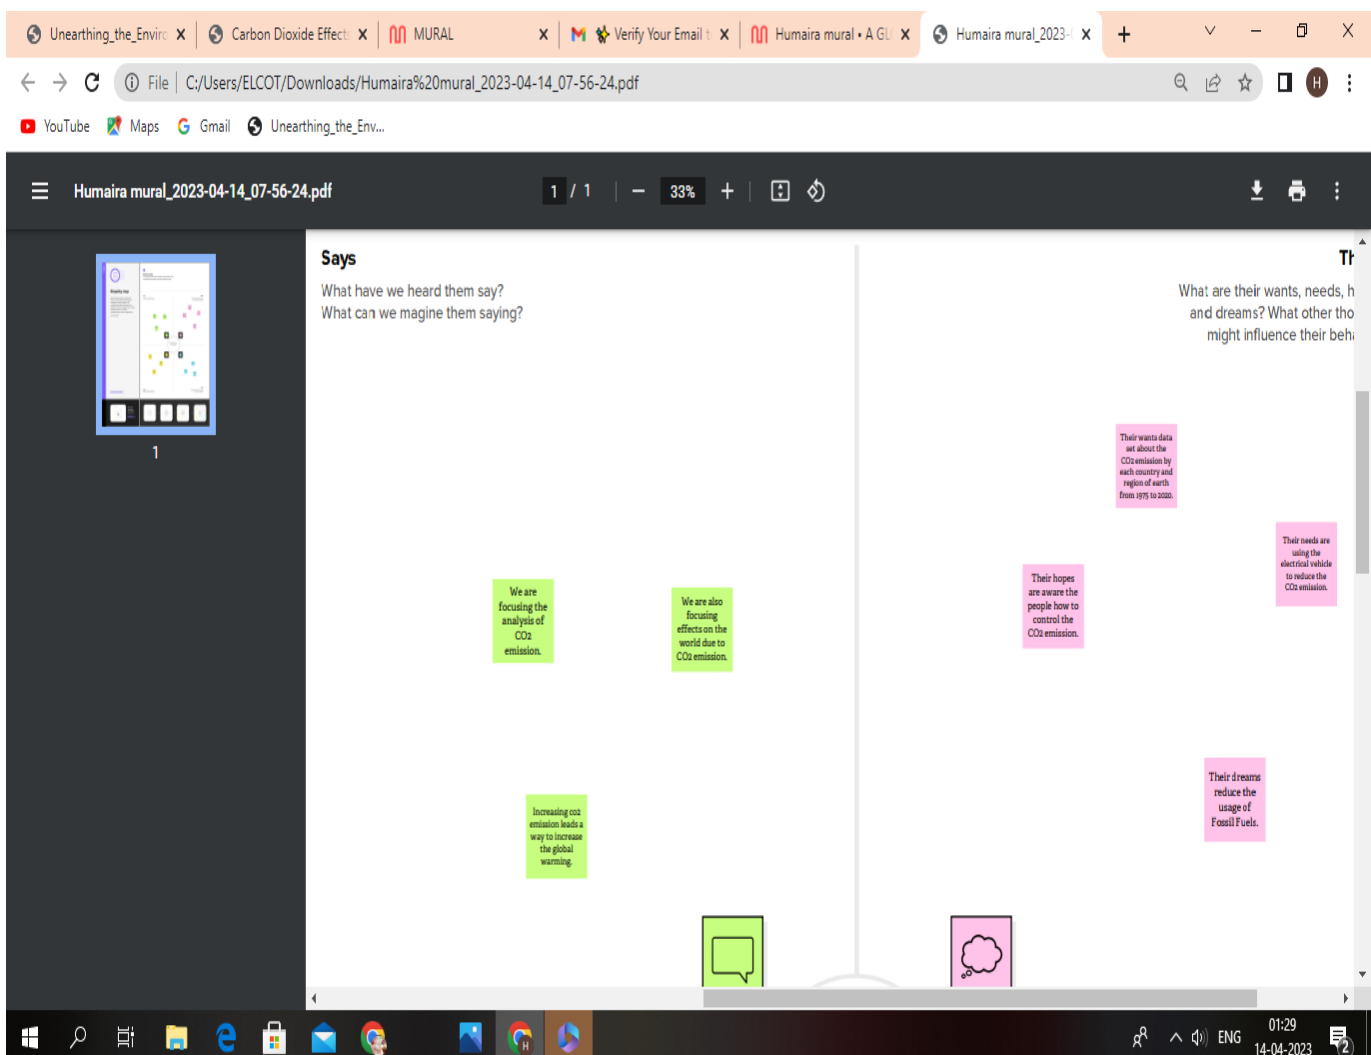 Unearthing_the_Enviro
Carbon Dioxide Effect
MURAL
Verify Your Email t
Humaira mural • A GL
Humaira mural_2023-
File | C:/Users/ELCOT/Downloads/Humaira%20mural_2023-04-14_07-56-24.pdf
H
YouTube
Maps
Gmail
Unearthing_the_Env...
Humaira mural_2023-04-14_07-56-24.pdf
1 / 1
33%
1
Says
What have we heard them say?
What can we magine them saying?
Th
What are their wants, needs, h
and dreams? What other tho
might influence their beha
We are
focusing the
analysis of
CO2
emission.
We are also
focusing
effects on the
world due to
CO2 emission.
Increasing co2
emission leads a
way to increase
the global
warming.
Their wants data
set about the
CO2 emission by
each country and
region of earth
from 1975 to 2020.
Their needs are
using the
electrical vehicle
to reduce the
CO2 emission.
Their hopes
are aware the
people how to
control the
CO2 emission.
Their dreams
reduce the
usage of
Fossil Fuels.
ENG
01:29
14-04-2023
2